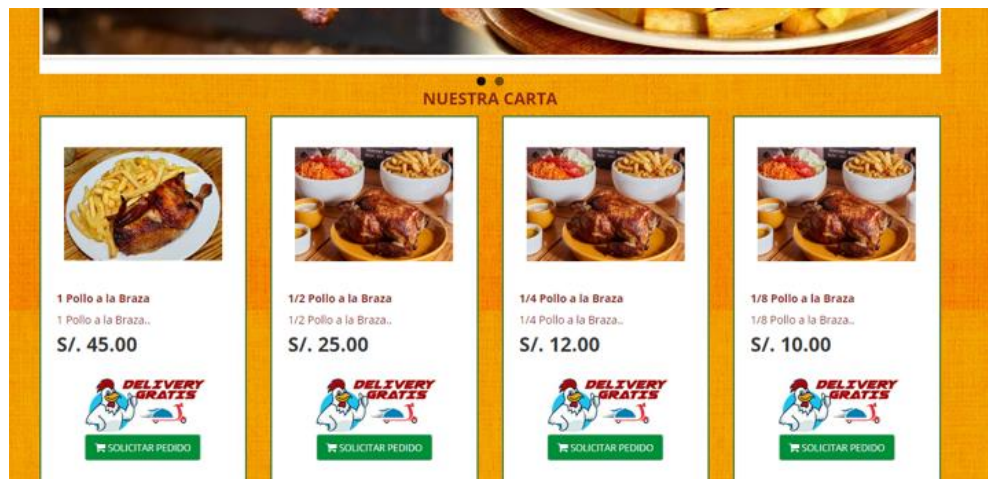 NUESTRA CARTA
1 Pollo a la Braza
1 Pollo a la Braza..
S/. 45.00
DELIVERY
GRATIS
SOLICITAR PEDIDO
1/2 Pollo a la Braza
1/2 Pollo a la Braza..
S/. 25.00
DELIVERY
GRATIS
SOLICITAR PEDIDO
1/4 Pollo a la Braza
1/4 Pollo a la Braza..
S/. 12.00
DELIVERY
GRATIS
SOLICITAR PEDIDO
1/8 Pollo a la Braza
1/8 Pollo a la Braza..
S/. 10.00
DELIVERY
GRATIS
SOLICITAR PEDIDO